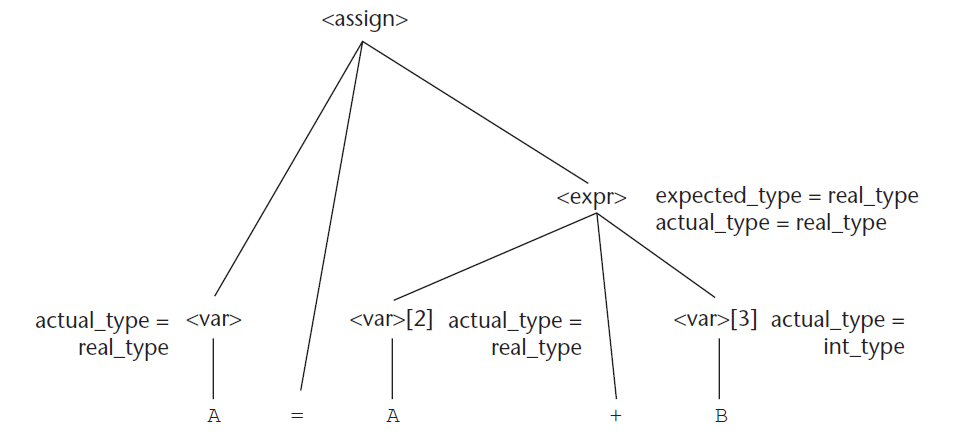 <assign>
<expr>
expected_type = real_type
actual_type = real_type
actual_type =
real_type
<var>
<var>[2]
actual_type =
real_type
<var>[3]
actual_type =
int_type
A = A + B